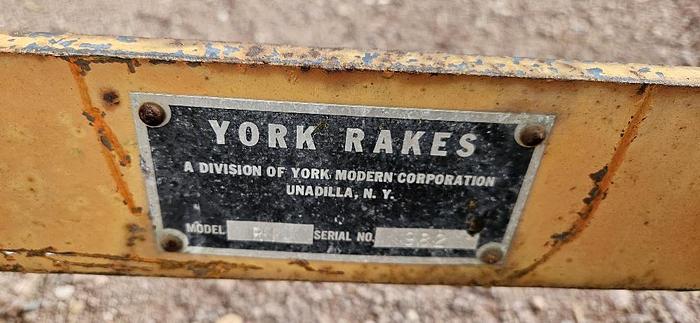 YORK RAKES
A DIVISION OF YORK MODERN CORPORATION
UNADILLA, N. Y.
MODEL SERIAL NO.